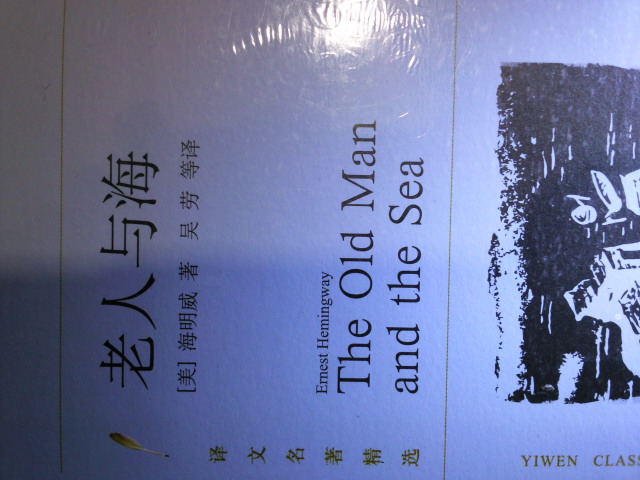 老人与海
[美] 海明威 著 吴 劳 等译
Ernest Hemingway
The Old Man
and the Sea
译文名著精选
YIWEN CLASS